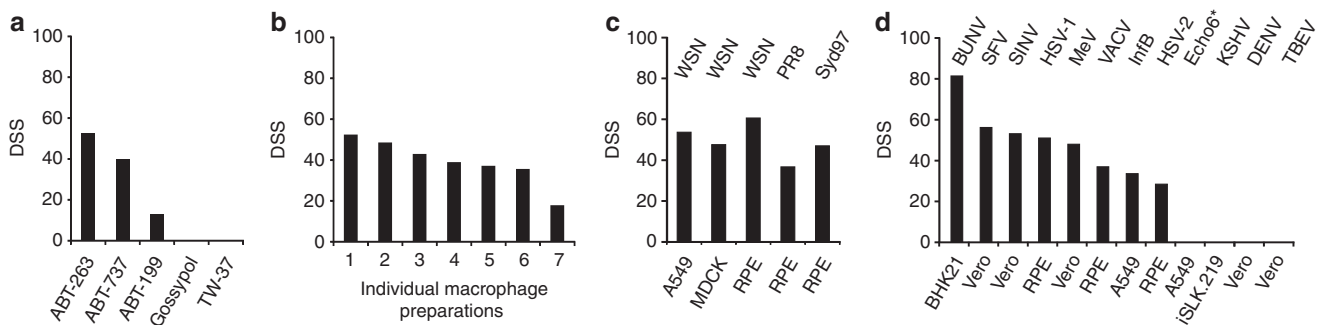 a
100
80
60
40
20
0
DSS
ABT-263
ABT-737
ABT-199
Gossypol
TW-37
b
100
80
60
40
20
0
DSS
1 2 3 4 5 6 7
Individual macrophage
preparations
c
100
80
60
40
20
0
DSS
WSN
WSN
WSN
PR8
Syd97
A549
MDCK
RPE
RPE
RPE
d
100
80
60
40
20
0
DSS
BUNV
SFV
SINV
HSV-1
MeV
VACV
InfB
HSV-2
Echo6*
KSHV
DENV
TBEV
BHK21
Vero
Vero
RPE
Vero
RPE
A549
RPE
A549
iSLK.219
Vero
Vero